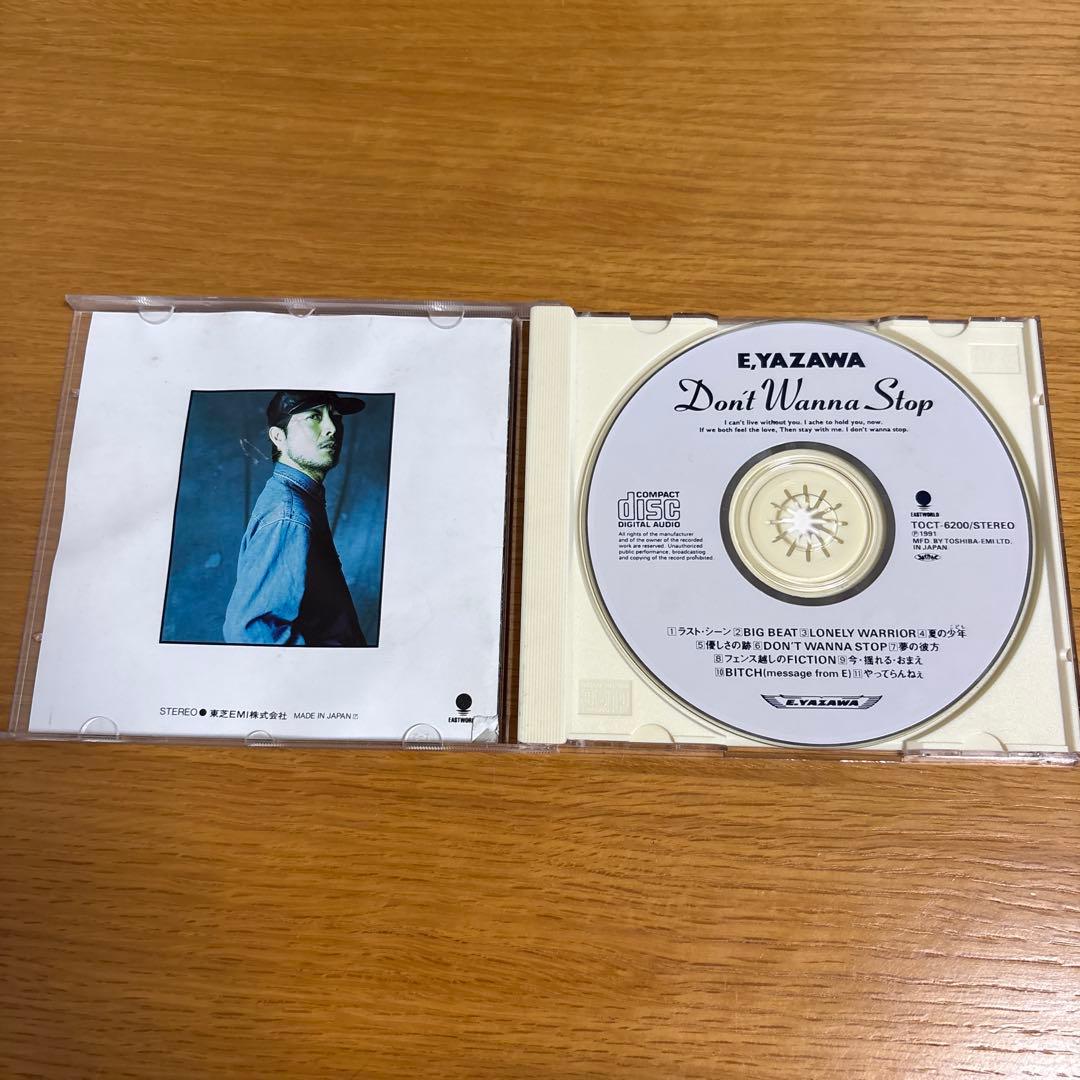 STEREO● 東芝EMI株式会社 MADE IN JAPAN
EASTWORLD
E,YAZAWA
Don't Wanna Stop
I can't live without you. I ache to hold you, now.
If we both feel the love, Then stay with me. I don't wanna stop.
COMPACT
disc
DIGITAL AUDIO
All rights of the manufacturer
and of the owner of the recorded
work are reserved. Unauthorized
public performance, broadcasting
and copying of the record prohibited.
EASTWORLD
TOCT-6200/STEREO
Ⓟ1991
MFD. BY TOSHIBA-EMI LTD.
IN JAPAN
こども
1ラスト・シーン 2BIG BEAT 3LONELY WARRIOR 4夏の少年
5優しさの跡 6DON'T WANNA STOP 7夢の彼方
8フェンス越しのFICTION 9今・揺れる・おまえ
10BITCH(message from E) 11やってらんねぇ
E.YAZAWA